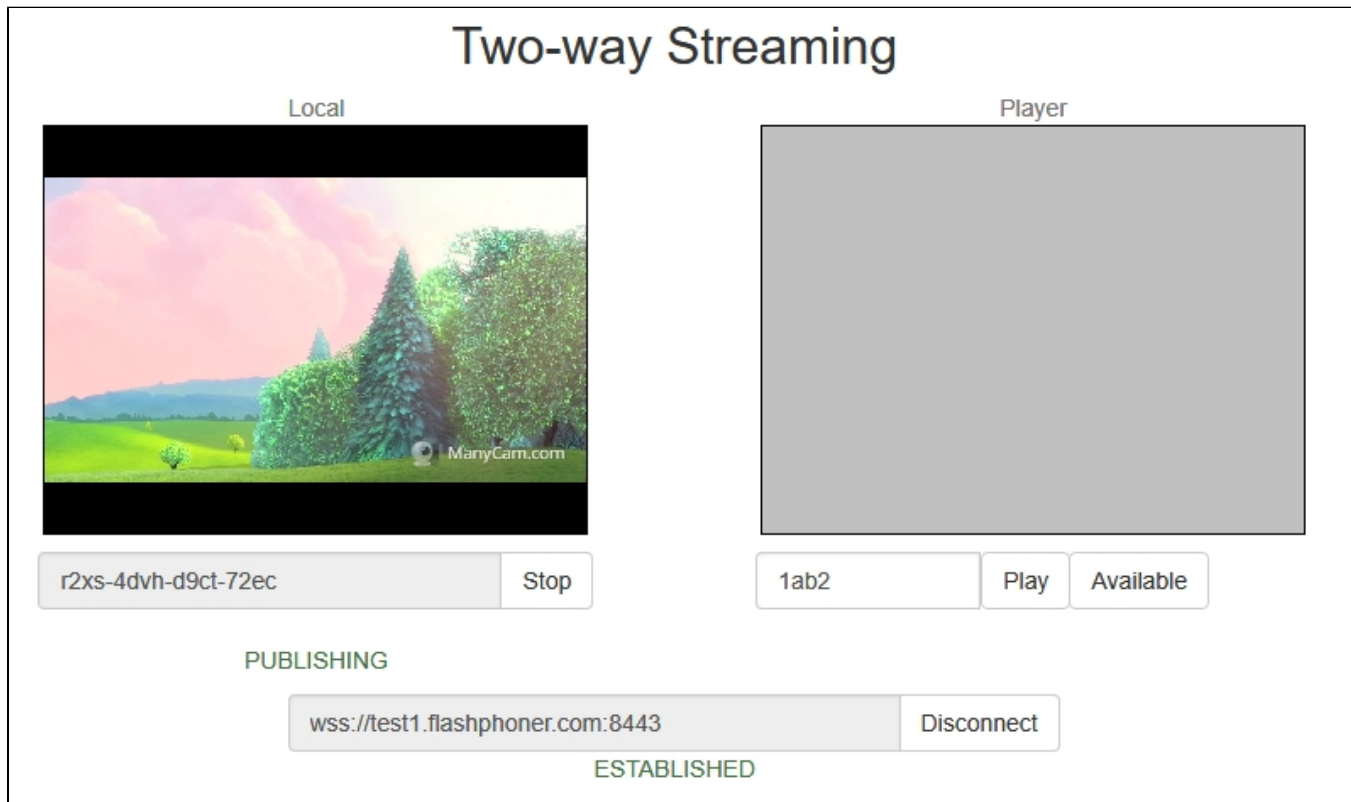 Two-way Streaming
Local
Player
ManyCam.com
r2xs-4dvh-d9ct-72ec
Stop
1ab2
Play
Available
PUBLISHING
wss://test1.flashphoner.com:8443
Disconnect
ESTABLISHED